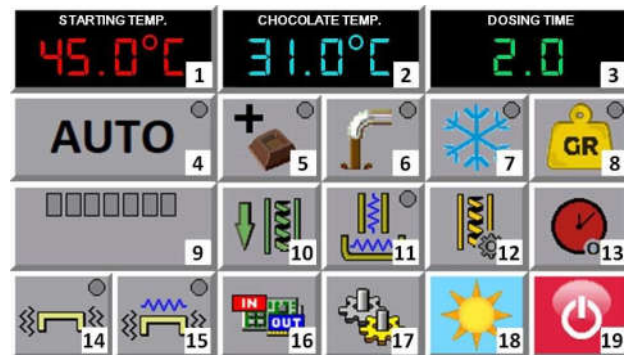 STARTING TEMP. CHOCOLATE TEMP. DOSING TIME
45.0°C 31.0°C 2.0
1 2 3
AUTO GR
4 5 6 7 8
9 10 11 12 13
IN
OUT
14 15 16 17 18 19